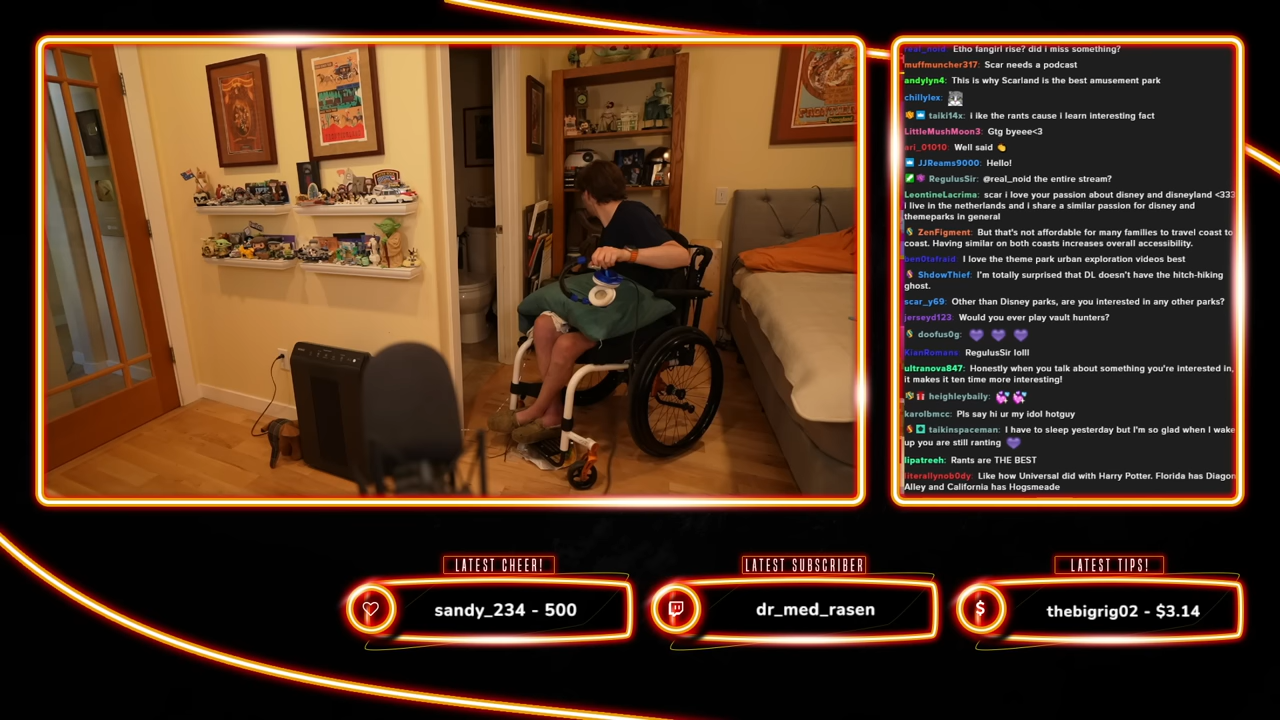 real_noid: Etho fangirl rise? did i miss something?
muffmuncher317: Scar needs a podcast
andylyn4: This is why Scarland is the best amusement park
chillylex:
taiki14x: i ike the rants cause i learn interesting fact
LittleMushMoon3: Gtg byeee<3
ari_01010: Well said 👏
JJReams9000: Hello!
RegulusSir: @real_noid the entire stream?
LeontineLacrima: scar i love your passion about disney and disneyland <333
I live in the netherlands and i share a similar passion for disney and
themeparks in general
ZenFigment: But that's not affordable for many families to travel coast to
coast. Having similar on both coasts increases overall accessibility.
ben0tafraid: I love the theme park urban exploration videos best
ShdowThief: I'm totally surprised that DL doesn't have the hitch-hiking
ghost.
scar_y69: Other than Disney parks, are you interested in any other parks?
jerseyd123: Would you ever play vault hunters?
doofus0g: 💜 💜 💜
KianRomans: RegulusSir lolll
ultranova847: Honestly when you talk about something you're interested in,
it makes it ten time more interesting!
heighleybaily:
karolbmcc: Pls say hi ur my idol hotguy
taikinspaceman: I have to sleep yesterday but I'm so glad when I wake
up you are still ranting 💜
lipatreeh: Rants are THE BEST
literallynob0dy: Like how Universal did with Harry Potter. Florida has Diagon
Alley and California has Hogsmeade
LATEST CHEER!
sandy_234 - 500
LATEST SUBSCRIBER
dr_med_rasen
LATEST TIPS!
$
thebigrig02 - $3.14